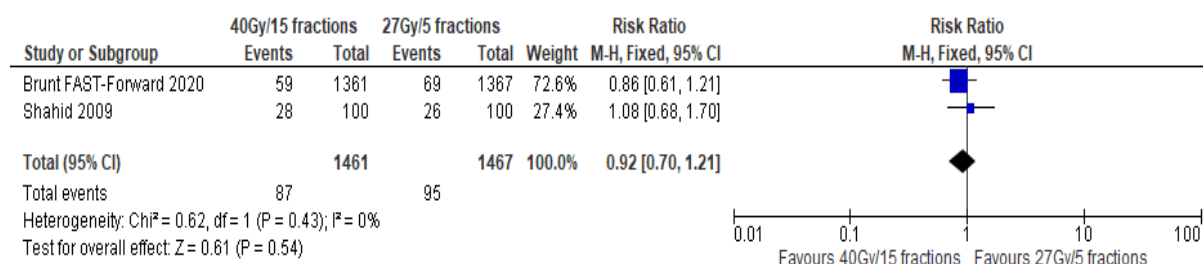 40Gy/15 fractions 27Gy/5 fractions Risk Ratio Risk Ratio
Study or Subgroup Events Total Events Total Weight M-H, Fixed, 95% CI M-H, Fixed, 95% CI
Brunt FAST-Forward 2020 59 1361 69 1367 72.6% 0.86 [0.61, 1.21]
Shahid 2009 28 100 26 100 27.4% 1.08 [0.68, 1.70]
Total (95% CI) 1461 1467 100.0% 0.92 [0.70, 1.21]
Total events 87 95
Heterogeneity: Chi² = 0.62, df = 1 (P = 0.43); I² = 0%
Test for overall effect: Z = 0.61 (P = 0.54)
0.01 0.1 1 10 100
Favours 40Gy/15 fractions Favours 27Gy/5 fractions